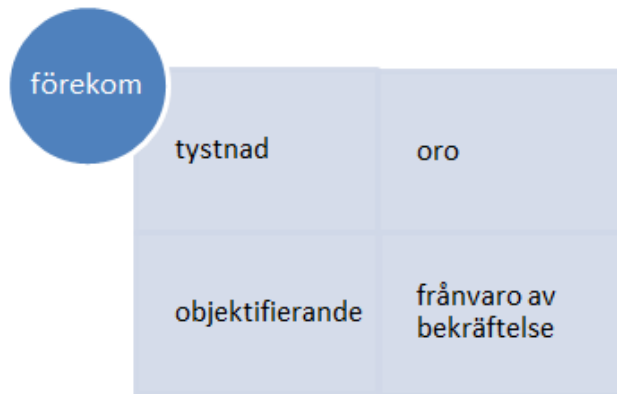 förekom
tystnad
oro
objektifierande
frånvaro av
bekräftelse